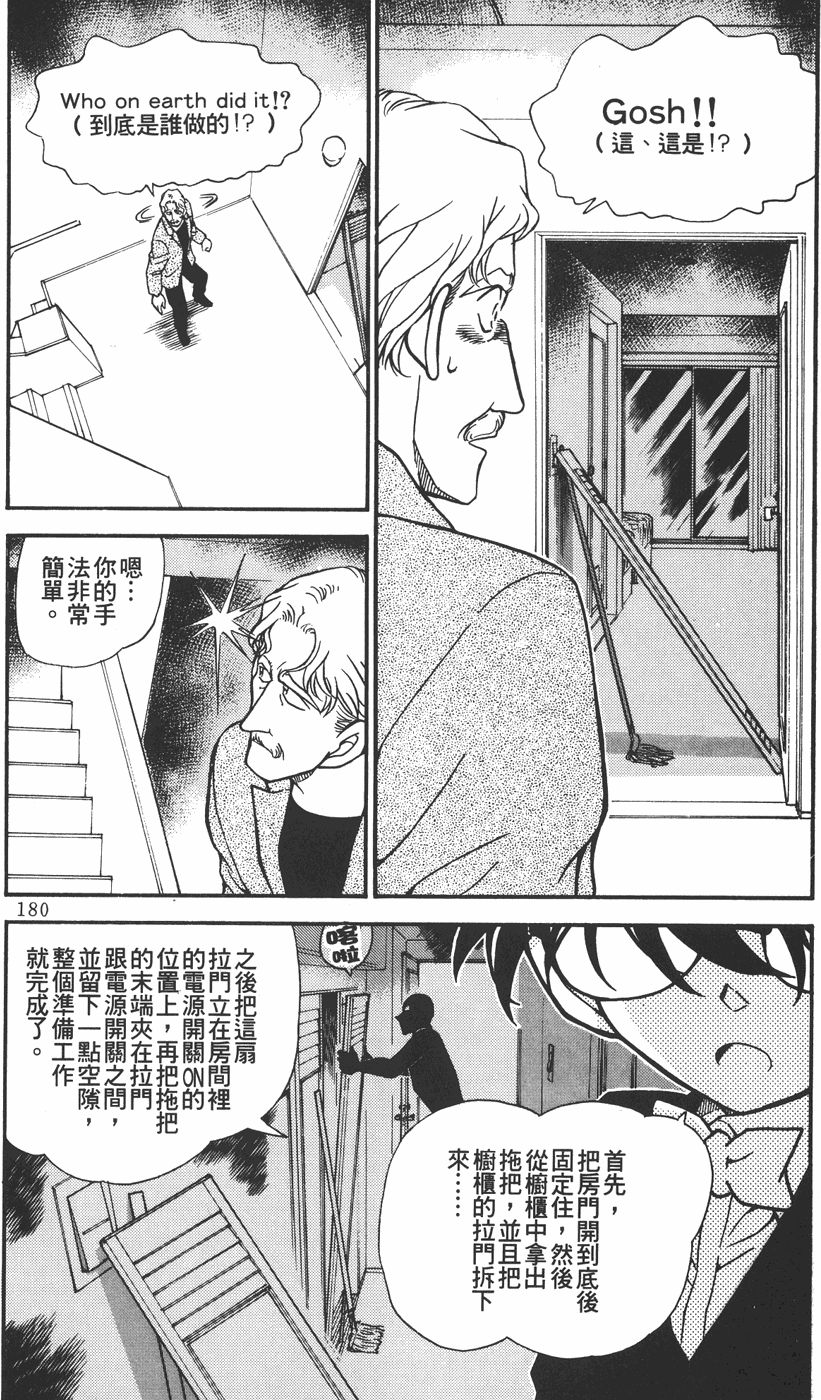 Gosh!!
(這、這是!?)
Who on earth did it!?
(到底是誰做的!?)
嗯…
你的手
法非常
簡單。
180
首先，
把房門開到底後
固定住，然後
從櫥櫃中拿出
拖把，並且把
櫥櫃的拉門拆下
來……
喀啦
之後把這扇
拉門立在房間裡
的電源開關ON的
位置上，再把拖把
的末端夾在拉門
跟電源開關之間，
並留下一點空隙，
整個準備工作
就完成了。